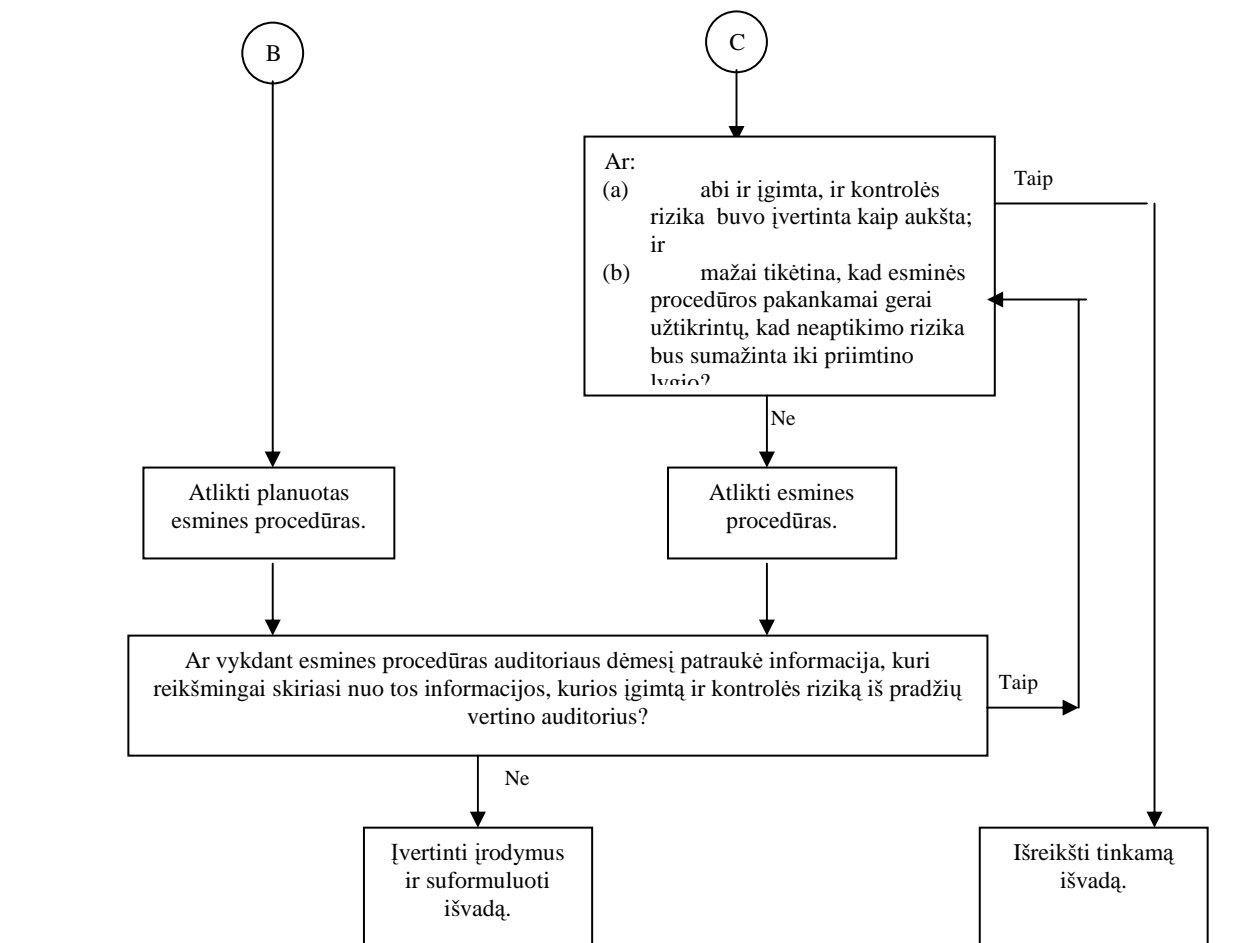 B
C
Ar:
(a) abi ir įgimta, ir kontrolės
rizika buvo įvertinta kaip aukšta;
ir
(b) mažai tikėtina, kad esminės
procedūros pakankamai gerai
užtikrintų, kad neaptikimo rizika
bus sumažinta iki priimtino
lygio?
Taip
Ne
Atlikti planuotas
esmines procedūras.
Atlikti esmines
procedūras.
Ar vykdant esmines procedūras auditoriaus dėmesį patraukė informacija, kuri
reikšmingai skiriasi nuo tos informacijos, kurios įgimtą ir kontrolės riziką iš pradžių
vertino auditorius?
Taip
Ne
Įvertinti įrodymus
ir suformuluoti
išvadą.
Išreikšti tinkamą
išvadą.